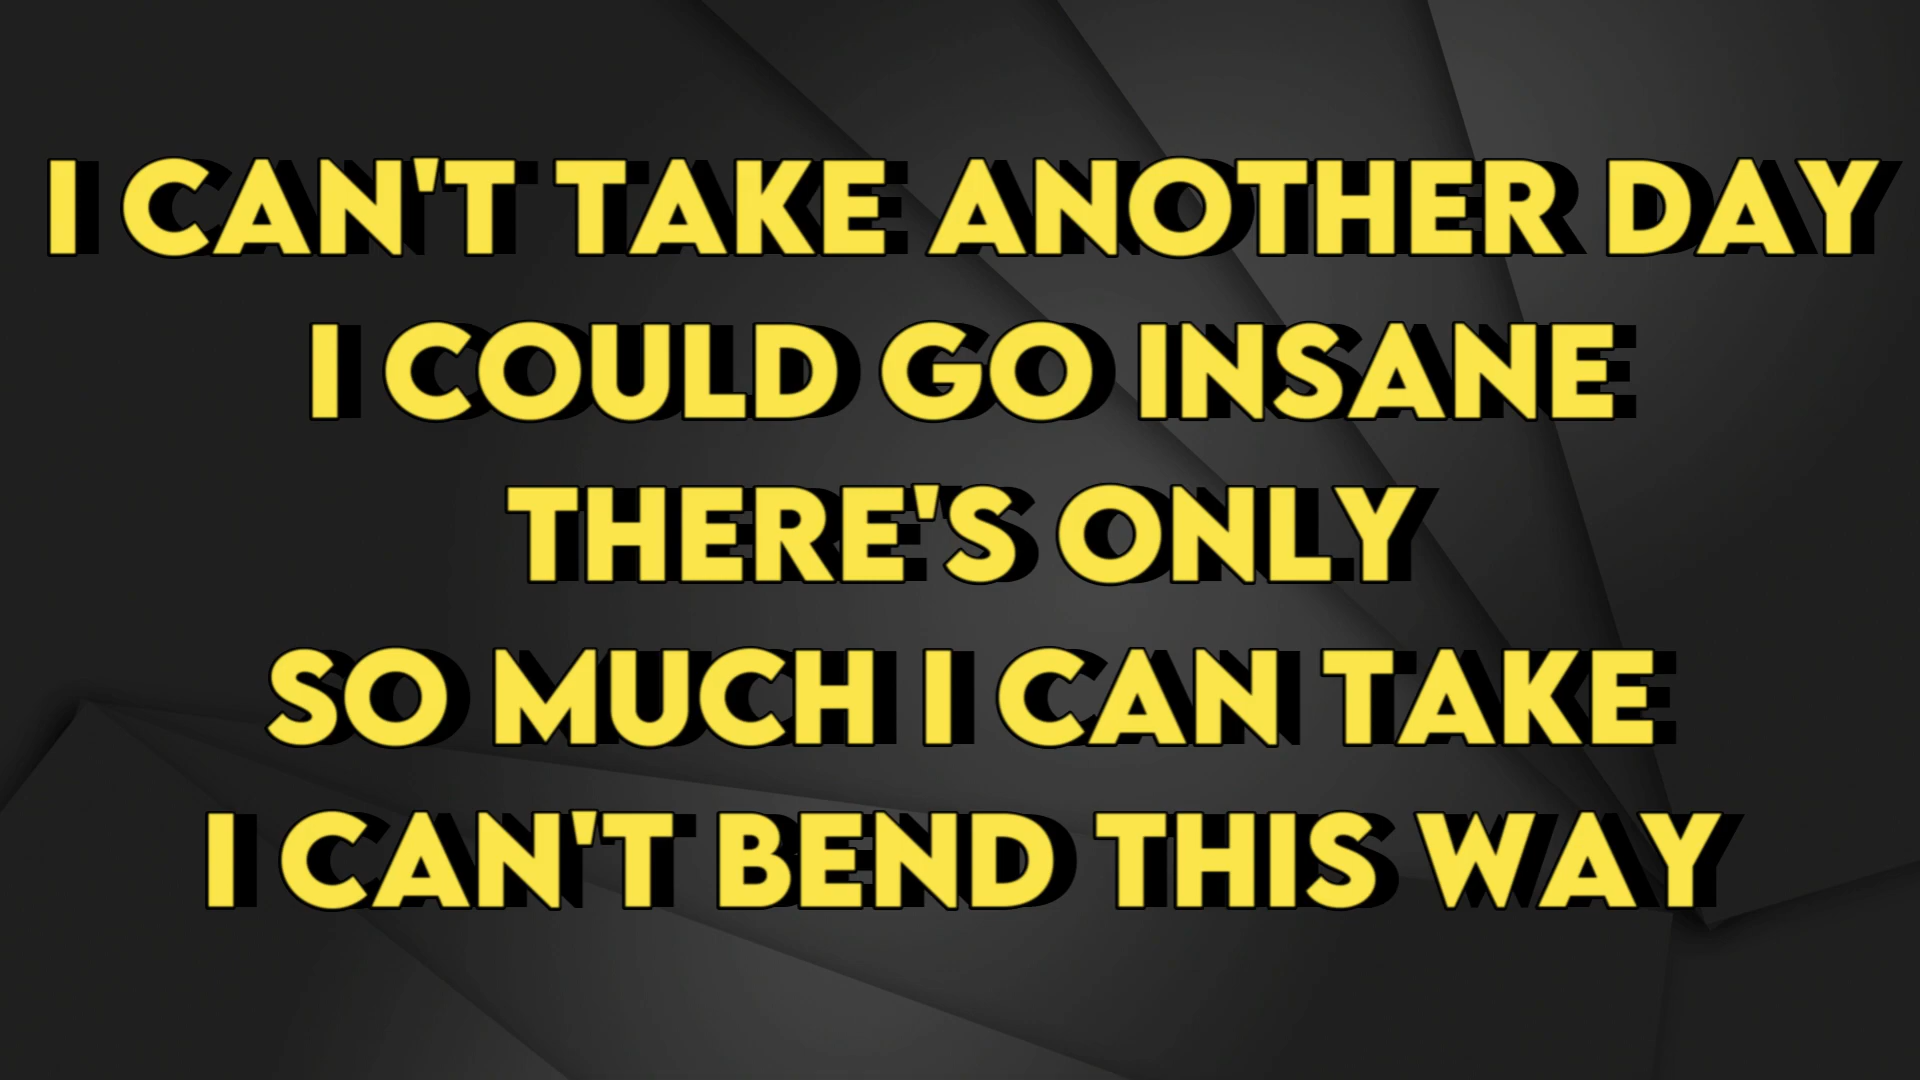 I CAN'T TAKE ANOTHER DAY
I COULD GO INSANE
THERE'S ONLY
SO MUCH I CAN TAKE
I CAN'T BEND THIS WAY